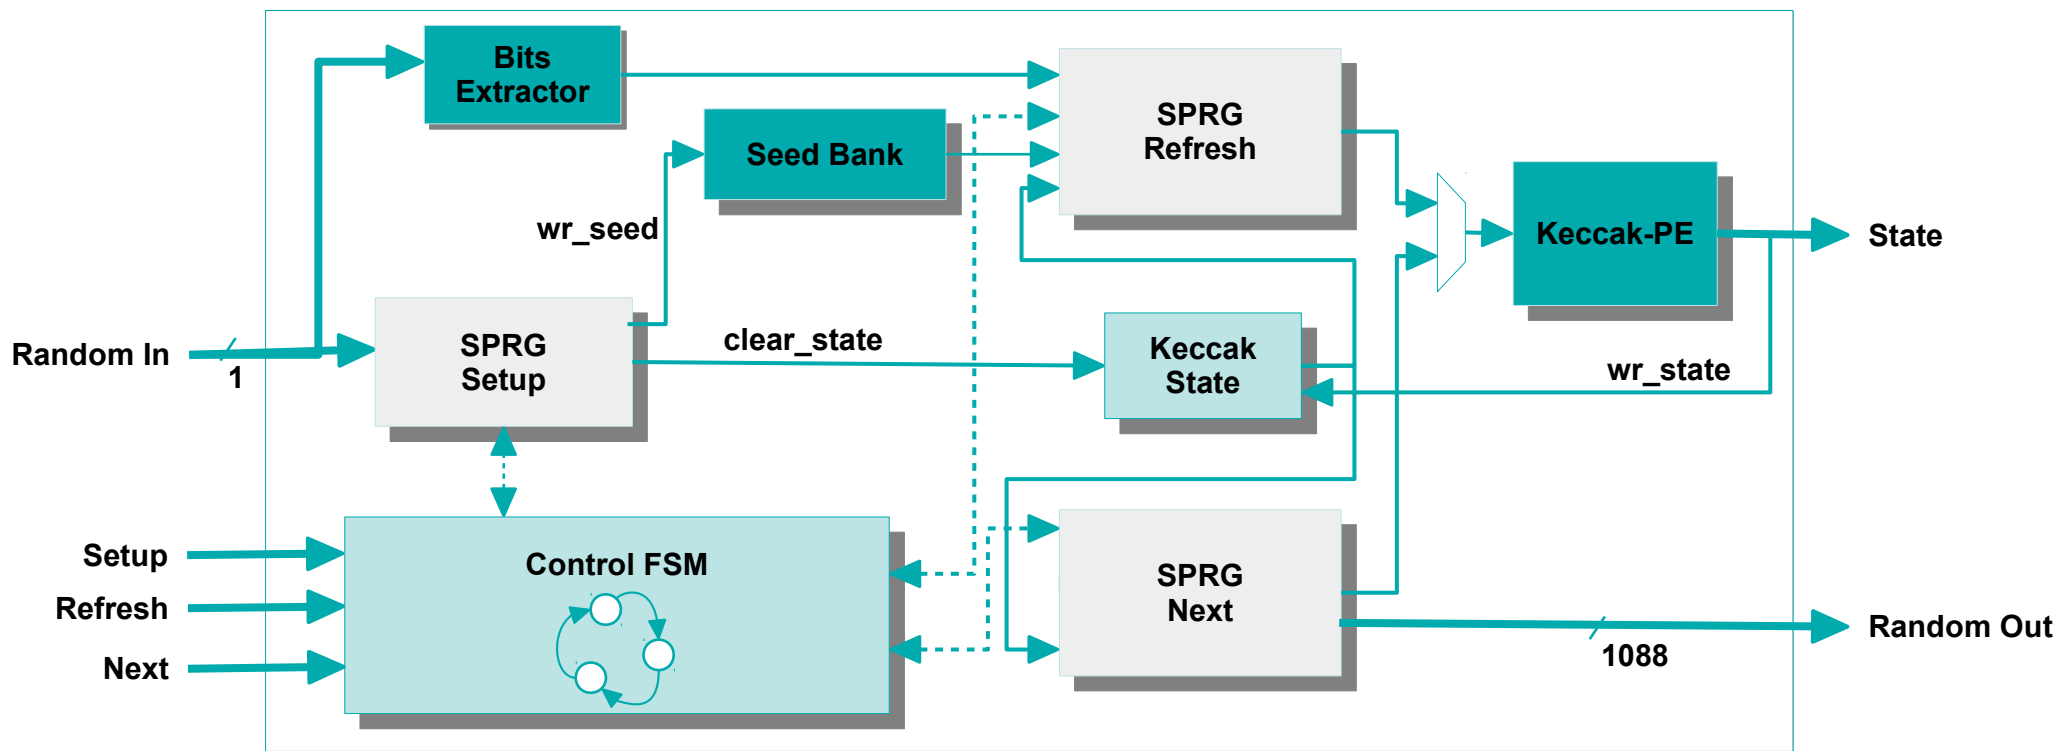 Bits
Extractor
SPRG
Refresh
Seed Bank
wr_seed
Keccak-PE
State
Random In
1
SPRG
Setup
clear_state
Keccak
State
wr_state
Setup
Refresh
Next
Control FSM
SPRG
Next
1088
Random Out